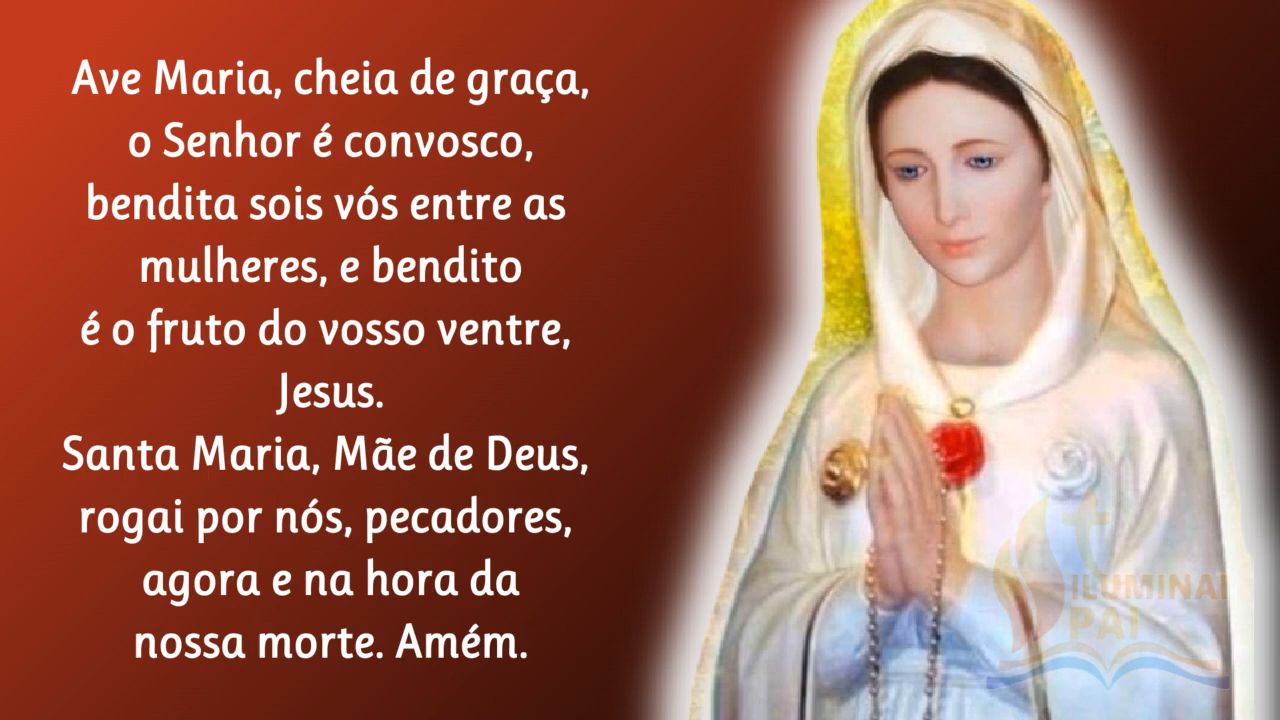 Ave Maria, cheia de graça,
o Senhor é convosco,
bendita sois vós entre as
mulheres, e bendito
é o fruto do vosso ventre,
Jesus.
Santa Maria, Mãe de Deus,
rogai por nós, pecadores,
agora e na hora da
nossa morte. Amém.
ILUMINAI
PAI